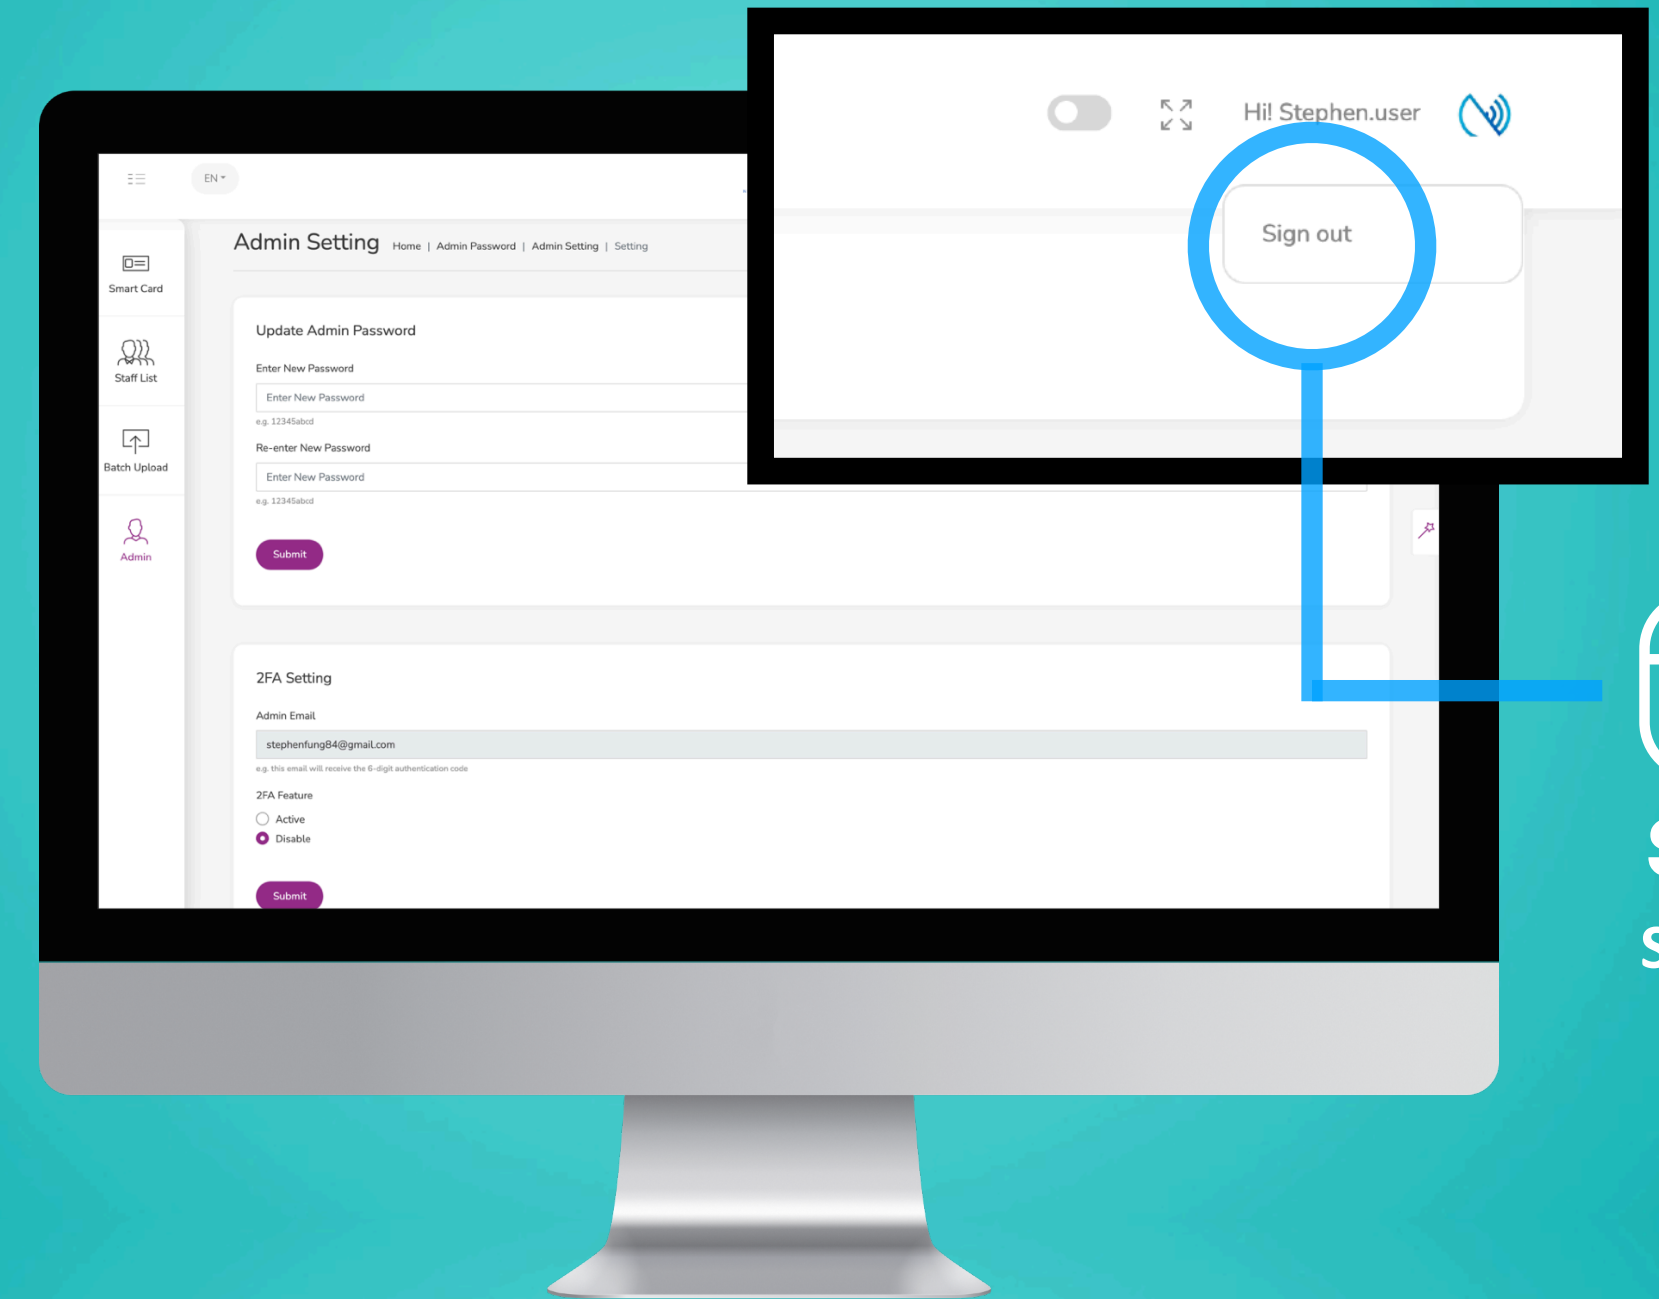 Hi! Stephen.user
Sign out
EN
Admin Setting Home | Admin Password | Admin Setting | Setting
Smart Card
Staff List
Batch Upload
Admin
Update Admin Password
Enter New Password
Enter New Password
e.g. 12345abcd
Re-enter New Password
Enter New Password
e.g. 12345abcd
Submit
2FA Setting
Admin Email
stephenfung84@gmail.com
e.g. this email will receive the 6-digit authentication code
2FA Feature
Active
Disable
Submit